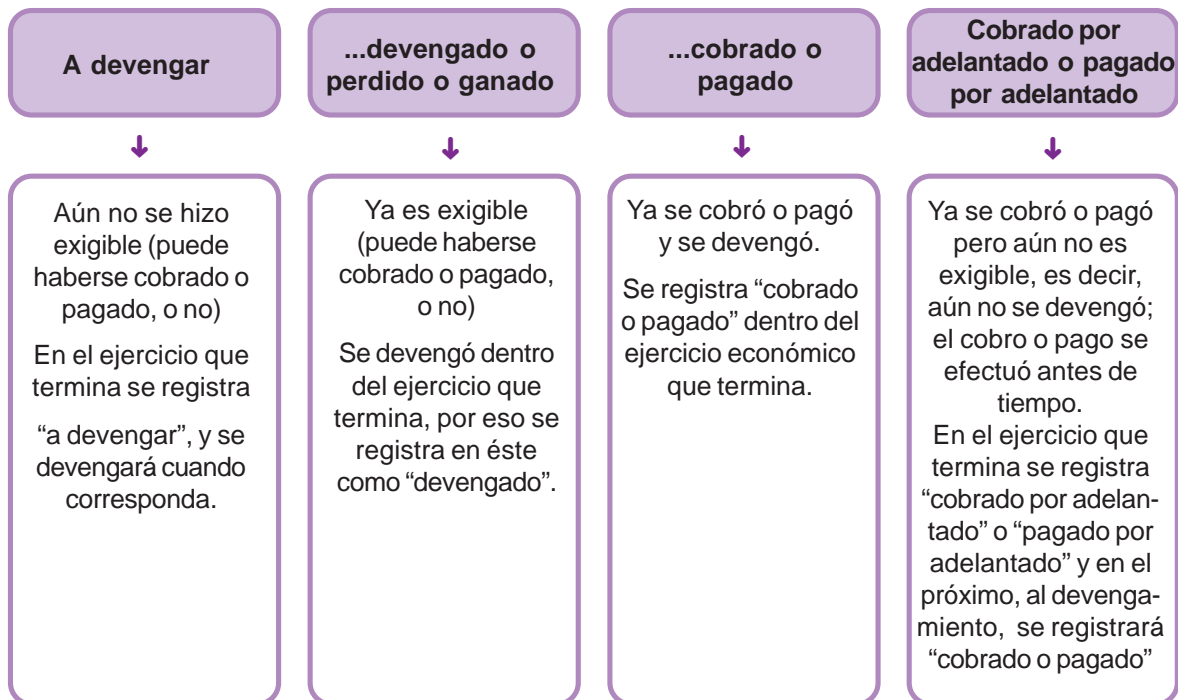 A devengar
Aún no se hizo
exigible (puede
haberse cobrado o
pagado, o no)
En el ejercicio que
termina se registra
“a devengar”, y se
devengará cuando
corresponda.
...devengado o
perdido o ganado
Ya es exigible
(puede haberse
cobrado o pagado,
o no)
Se devengó dentro
del ejercicio que
termina, por eso se
registra en éste
como “devengado”.
...cobrado o
pagado
Ya se cobró o pagó
y se devengó.
Se registra “cobrado
o pagado” dentro del
ejercicio económico
que termina.
Cobrado por
adelantado o pagado
por adelantado
Ya se cobró o pagó
pero aún no es
exigible, es decir,
aún no se devengó;
el cobro o pago se
efectuó antes de
tiempo.
En el ejercicio que
termina se registra
“cobrado por adelan-
tado” o “pagado por
adelantado” y en el
próximo, al devenga-
miento, se registrará
“cobrado o pagado”